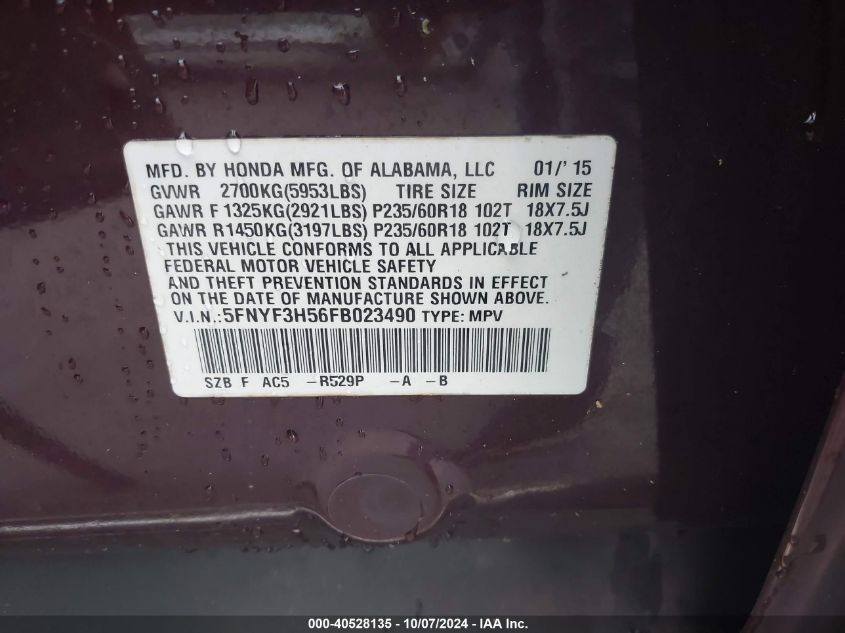 MFD. BY HONDA MFG. OF ALABAMA, LLC 01/' 15
GVWR 2700KG(5953LBS) TIRE SIZE RIM SIZE
GAWR F 1325KG(2921LBS) P235/60R18 102T 18X7.5J
GAWR R1450KG(3197LBS) P235/60R18 102T 18X7.5J
THIS VEHICLE CONFORMS TO ALL APPLICABLE
FEDERAL MOTOR VEHICLE SAFETY
AND THEFT PREVENTION STANDARDS IN EFFECT
ON THE DATE OF MANUFACTURE SHOWN ABOVE.
V.I.N.:5FNYF3H56FB023490 TYPE: MPV
SZB F AC5 -R529P -A -B
000-40528135 - 10/07/2024 - IAA Inc.